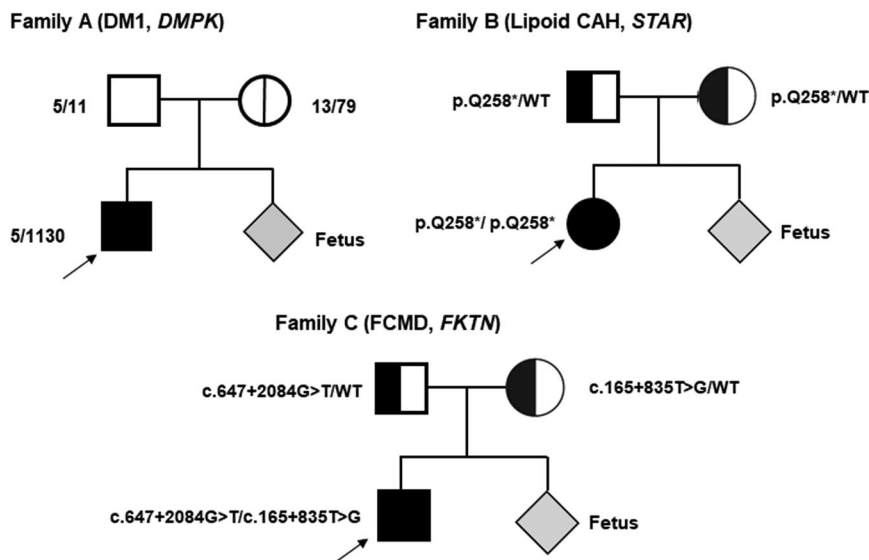 Family A (DM1, DMPK)
5/11
13/79
5/1130
Fetus
Family B (Lipoid CAH, STAR)
p.Q258*/WT
p.Q258*/WT
p.Q258*/ p.Q258*
Fetus
Family C (FCMD, FKTN)
c.647+2084G>T/WT
c.165+835T>G/WT
c.647+2084G>T/c.165+835T>G
Fetus